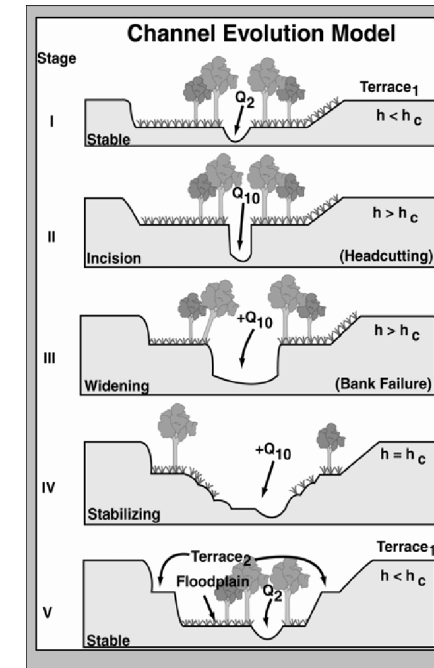 Channel Evolution Model
Stage
Terrace1
Q2
h < hc
I
Stable
Q10
h > hc
II
Incision
(Headcutting)
+Q10
h > hc
III
Widening
(Bank Failure)
+Q10
h = hc
IV
Stabilizing
Terrace1
Terrace2
h < hc
Floodplain
Q2
V
Stable